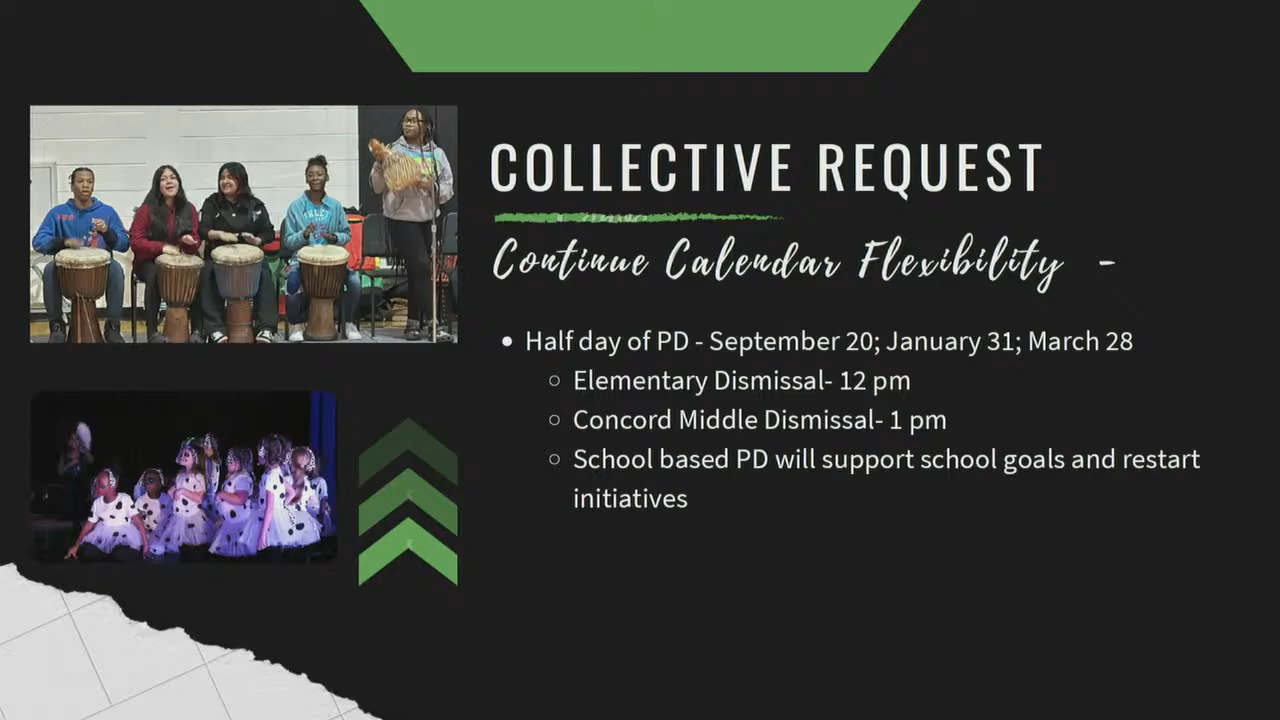 COLLECTIVE REQUEST
Continue Calendar Flexibility -
• Half day of PD - September 20; January 31; March 28
○ Elementary Dismissal- 12 pm
○ Concord Middle Dismissal- 1 pm
○ School based PD will support school goals and restart
initiatives